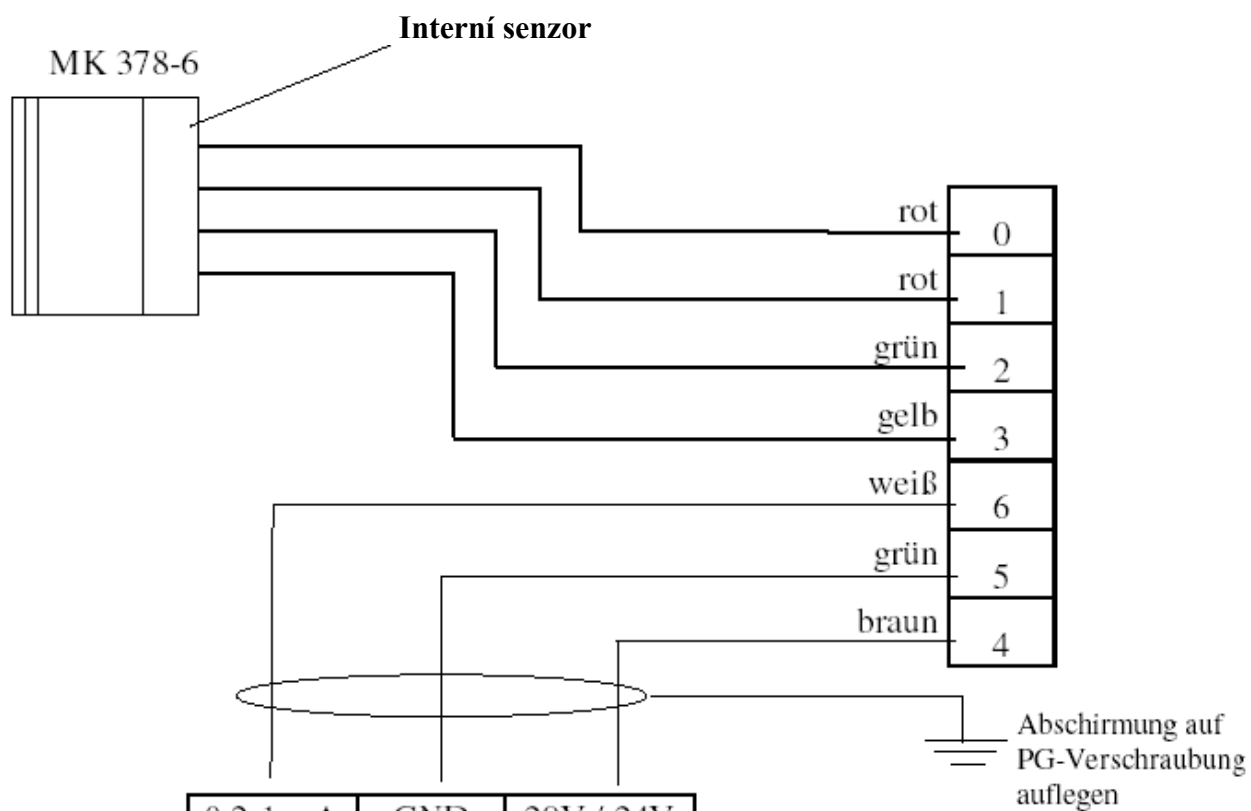 Interní senzor
MK 378-6
rot
0
rot
1
grün
2
gelb
3
weiß
6
grün
5
braun
4
Abschirmung auf
PG-Verschraubung
auflegen
GND